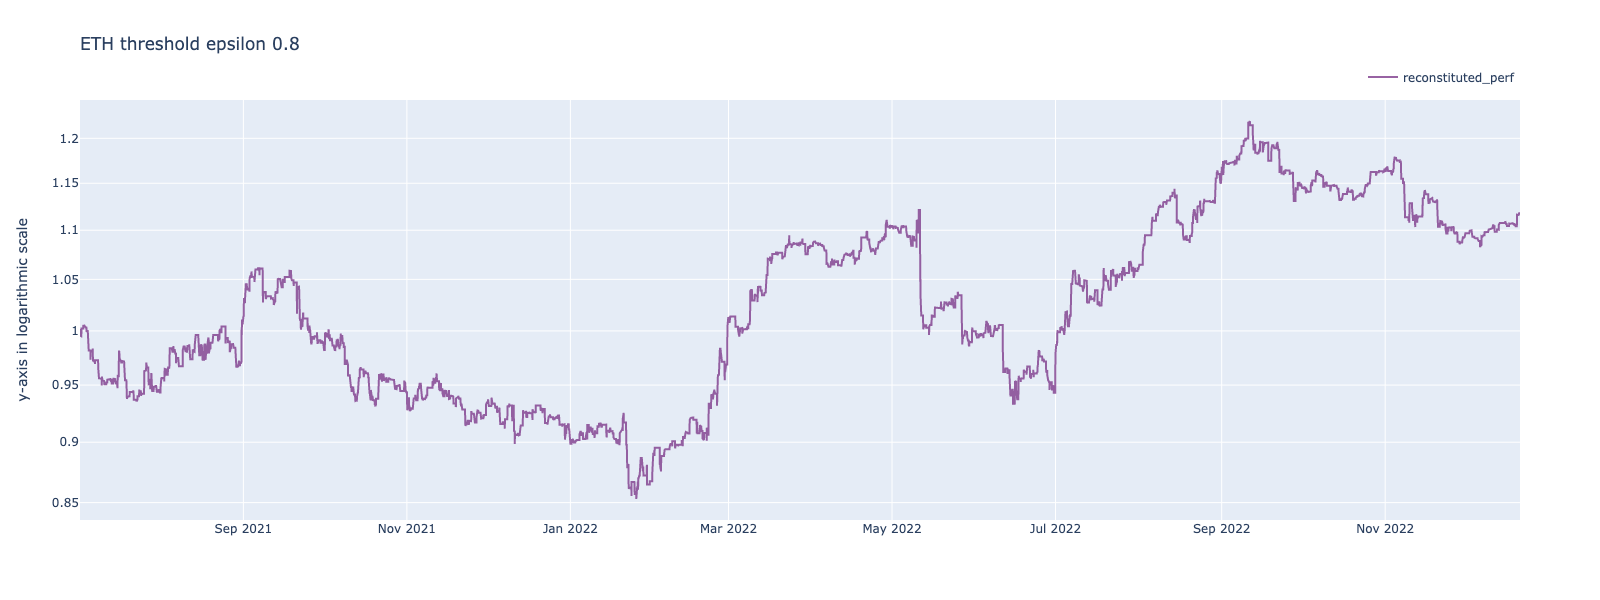 ETH threshold epsilon 0.8
reconstituted_perf
1.2
1.15
1.1
1.05
1
0.95
0.9
0.85
y-axis in logarithmic scale
Sep 2021
Nov 2021
Jan 2022
Mar 2022
May 2022
Jul 2022
Sep 2022
Nov 2022